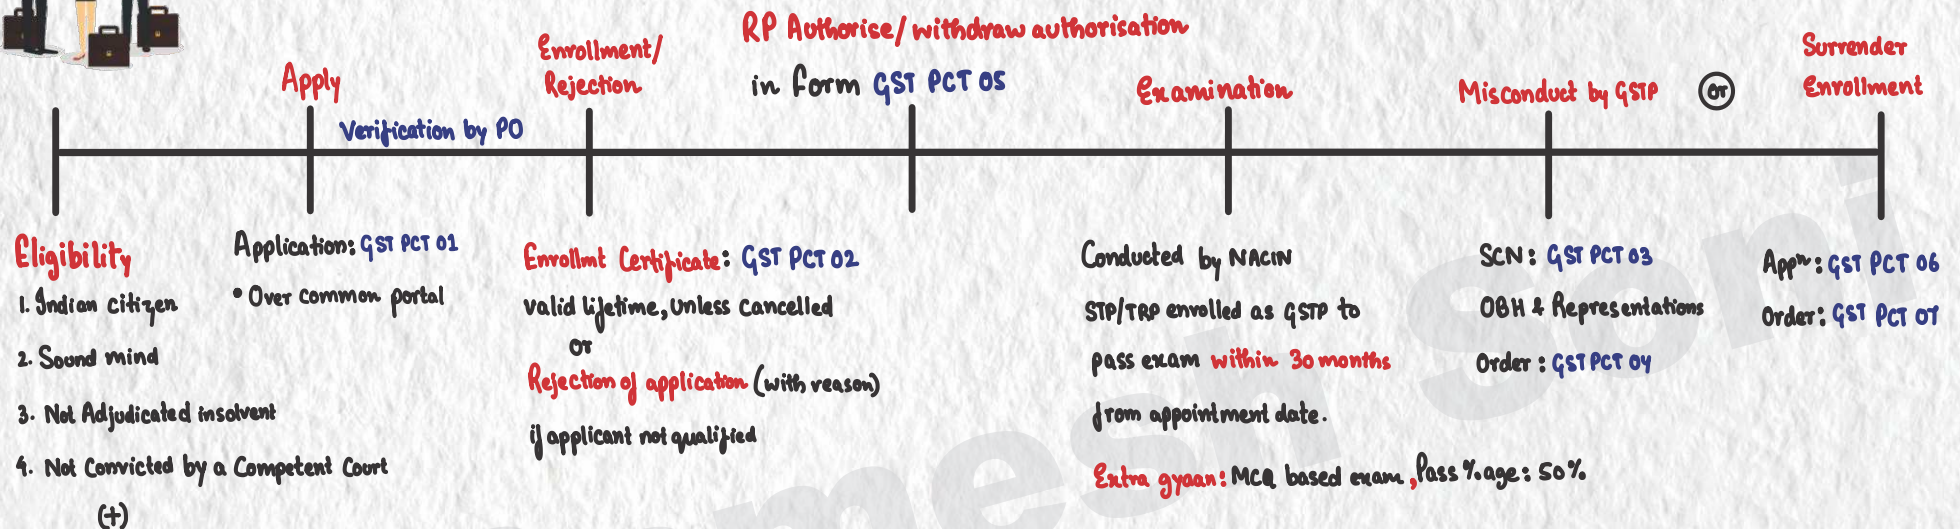 RP Authorise/withdraw authorisation
in form GST PCT 05
Apply
Verification by PO
Enrollment/
Rejection
Examination
Misconduct by GSTP
or
Surrender
Enrollment
Eligibility
1. Indian citizen
2. Sound mind
3. Not Adjudicated insolvent
4. Not Convicted by a Competent Court
(+)
Application: GST PCT 01
• Over common portal
Enrollmt Certificate: GST PCT 02
valid lifetime, unless cancelled
or
Rejection of application (with reason)
if applicant not qualified
Conducted by NACIN
STP/TRP enrolled as GSTP to
pass exam within 30 months
from appointment date.
Extra gyaan: MCQ based exam, Pass %age: 50%
SCN: GST PCT 03
OBH & Representations
Order: GST PCT 04
Appⁿ: GST PCT 06
Order: GST PCT 07